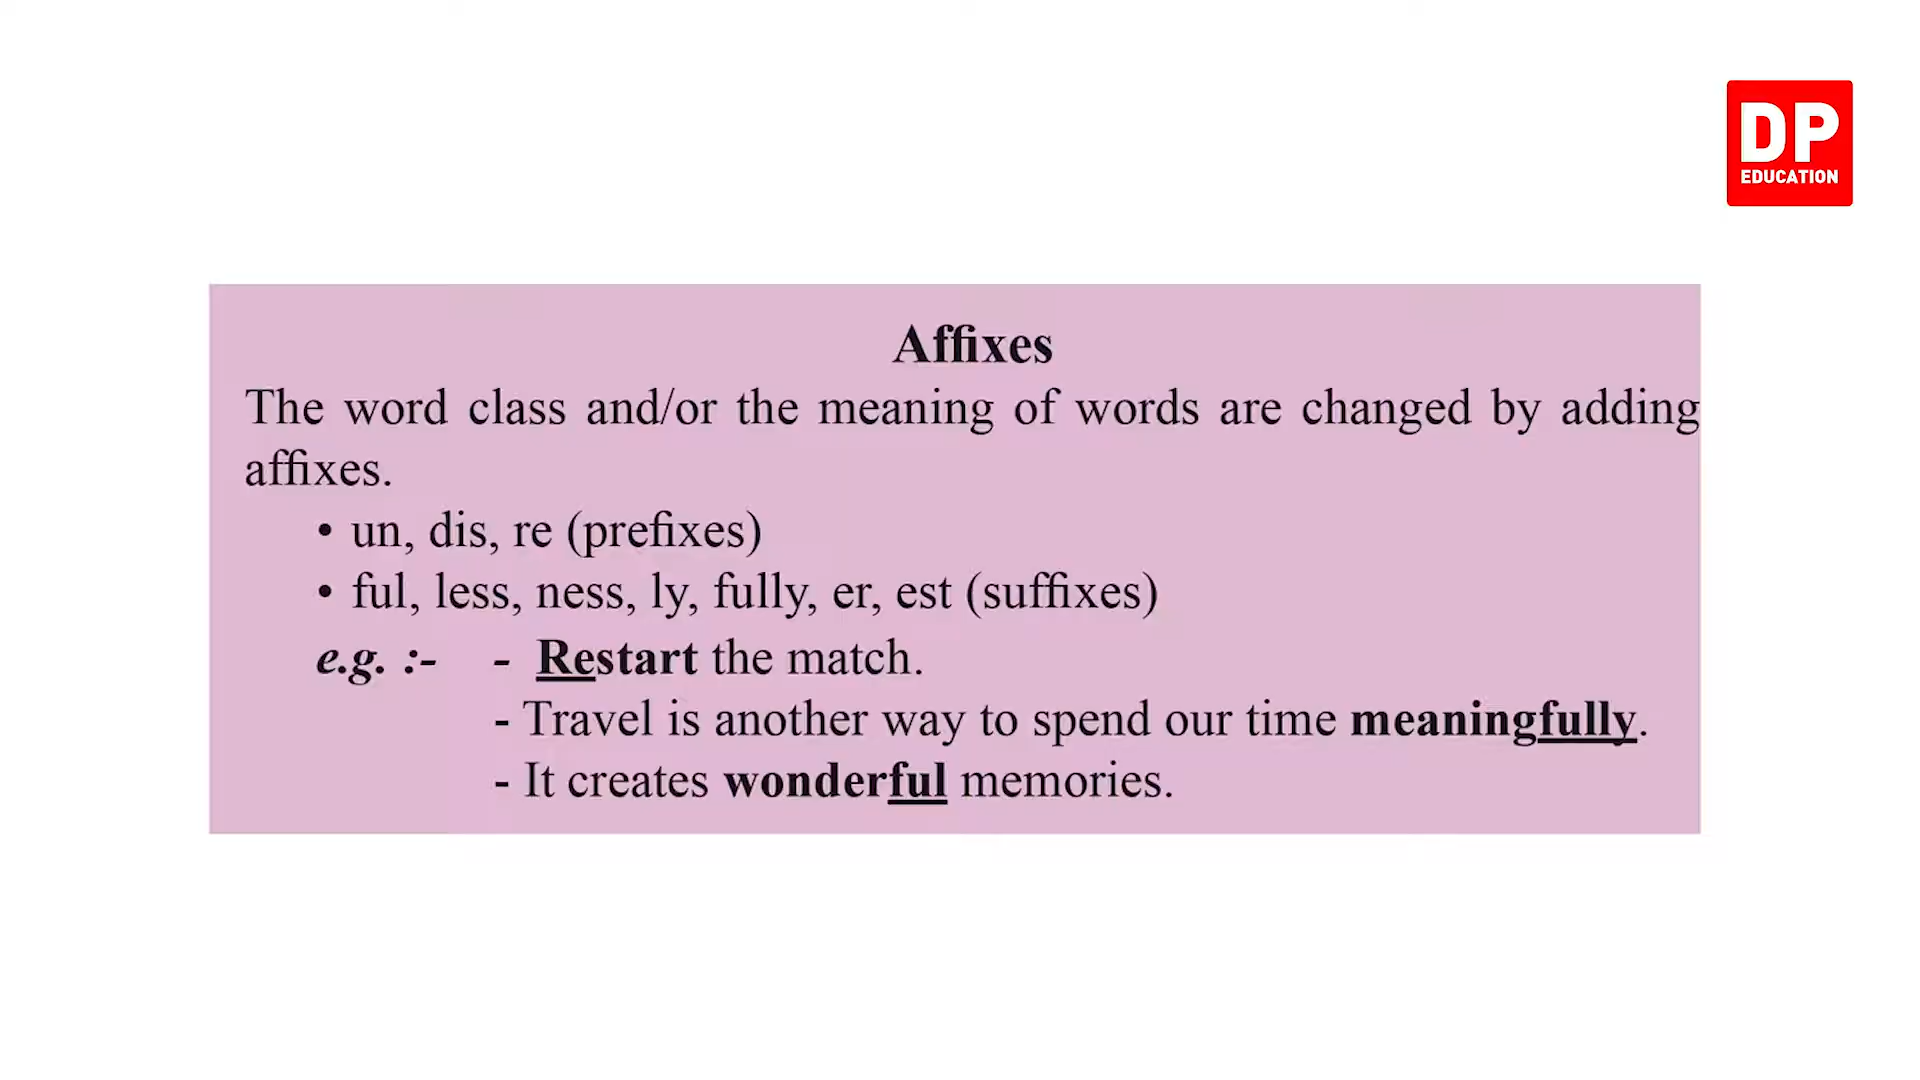 DP
EDUCATION
Affixes
The word class and/or the meaning of words are changed by adding
affixes.
• un, dis, re (prefixes)
• ful, less, ness, ly, fully, er, est (suffixes)
e.g. :- - Restart the match.
- Travel is another way to spend our time meaningfully.
- It creates wonderful memories.